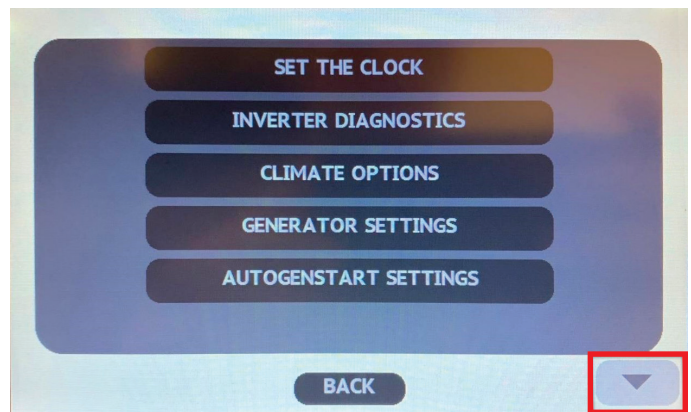 SET THE CLOCK
INVERTER DIAGNOSTICS
CLIMATE OPTIONS
GENERATOR SETTINGS
AUTOGENSTART SETTINGS
BACK